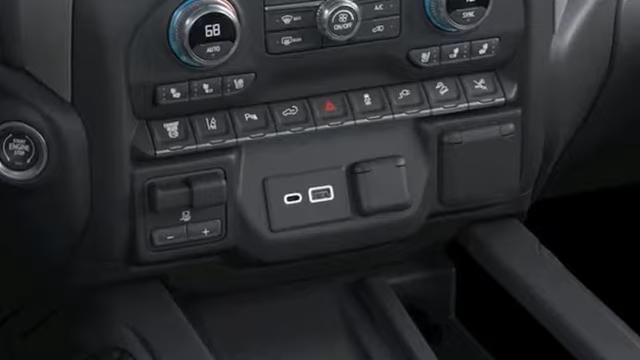 68
AUTO
ON/OFF
A/C
SYNC
START
ENGINE
STOP
- +